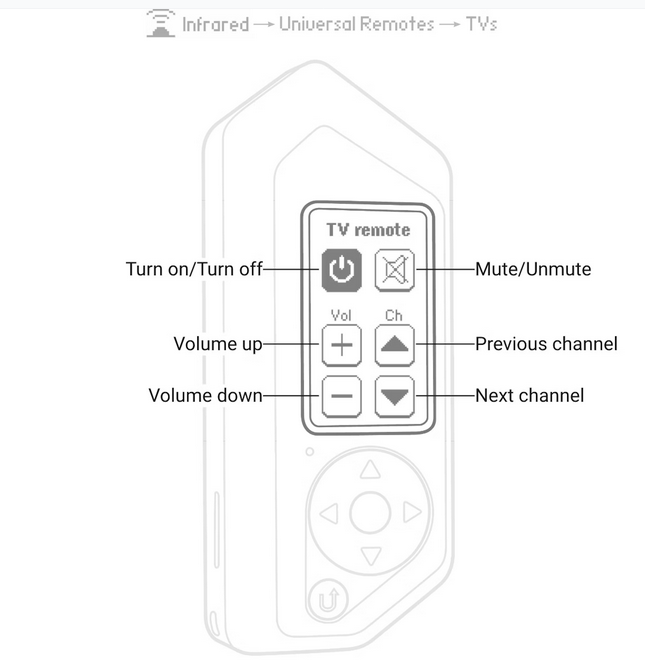 Infrared → Universal Remotes → TVs
TV remote
Turn on/Turn off
Mute/Unmute
Vol
Ch
Volume up
Previous channel
Volume down
Next channel